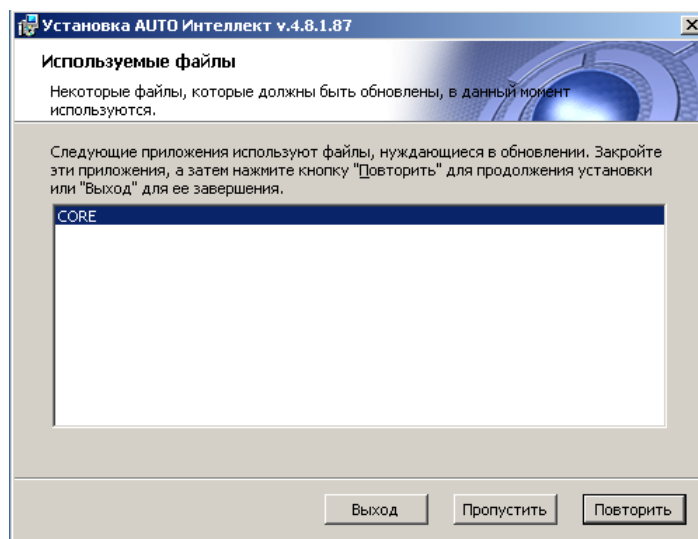 Установка AUTO Интеллект v.4.8.1.87
Используемые файлы
Некоторые файлы, которые должны быть обновлены, в данный момент
используются.
Следующие приложения используют файлы, нуждающиеся в обновлении. Закройте
эти приложения, а затем нажмите кнопку "Повторить" для продолжения установки
или "Выход" для ее завершения.
CORE
Выход Пропустить Повторить